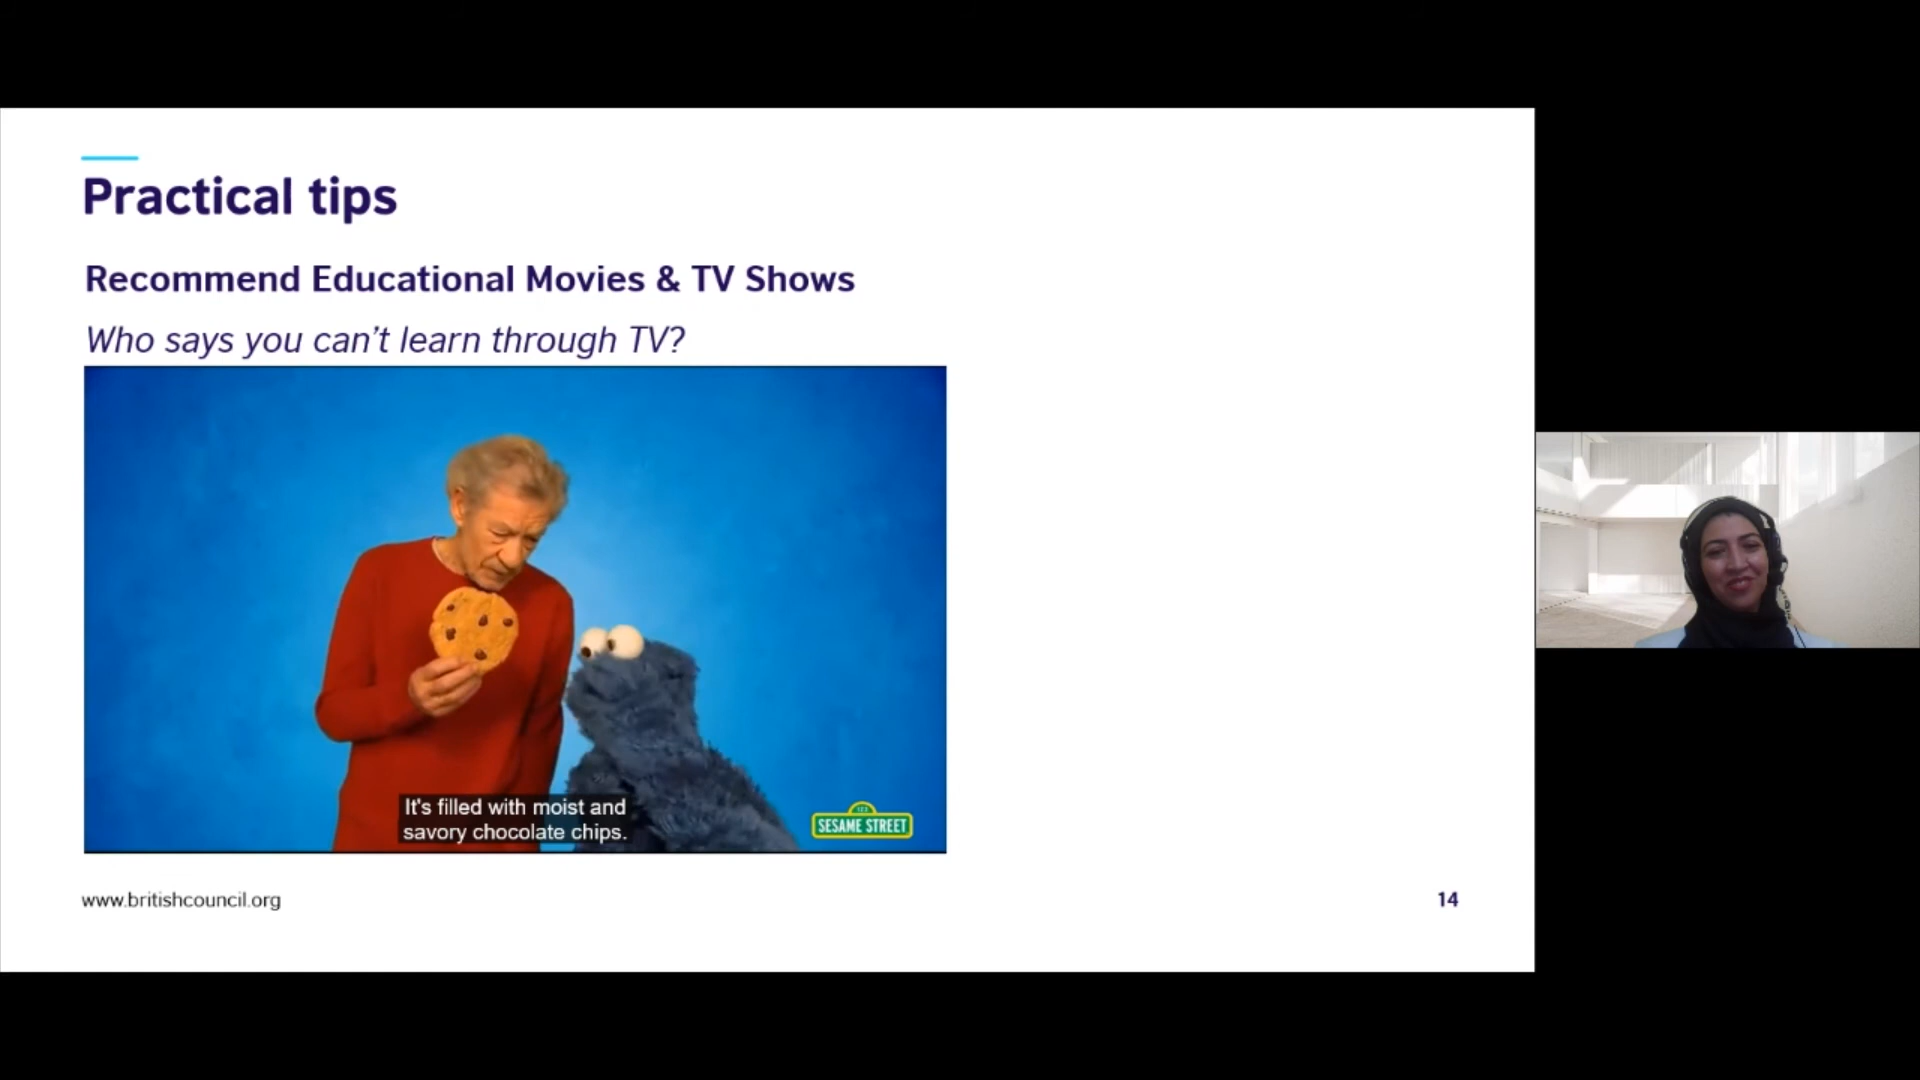 Practical tips
Recommend Educational Movies & TV Shows
Who says you can't learn through TV?
It's filled with moist and
savory chocolate chips.
123
SESAME STREET
www.britishcouncil.org
14